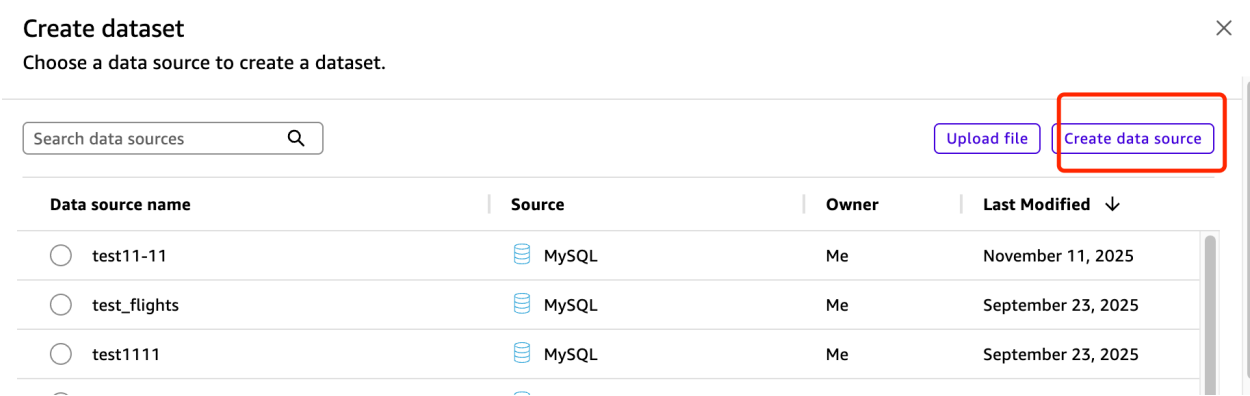 Create dataset
Choose a data source to create a dataset.
Search data sources
Upload file
Create data source
Data source name Source Owner Last Modified
test11-11 MySQL Me November 11, 2025
test_flights MySQL Me September 23, 2025
test1111 MySQL Me September 23, 2025